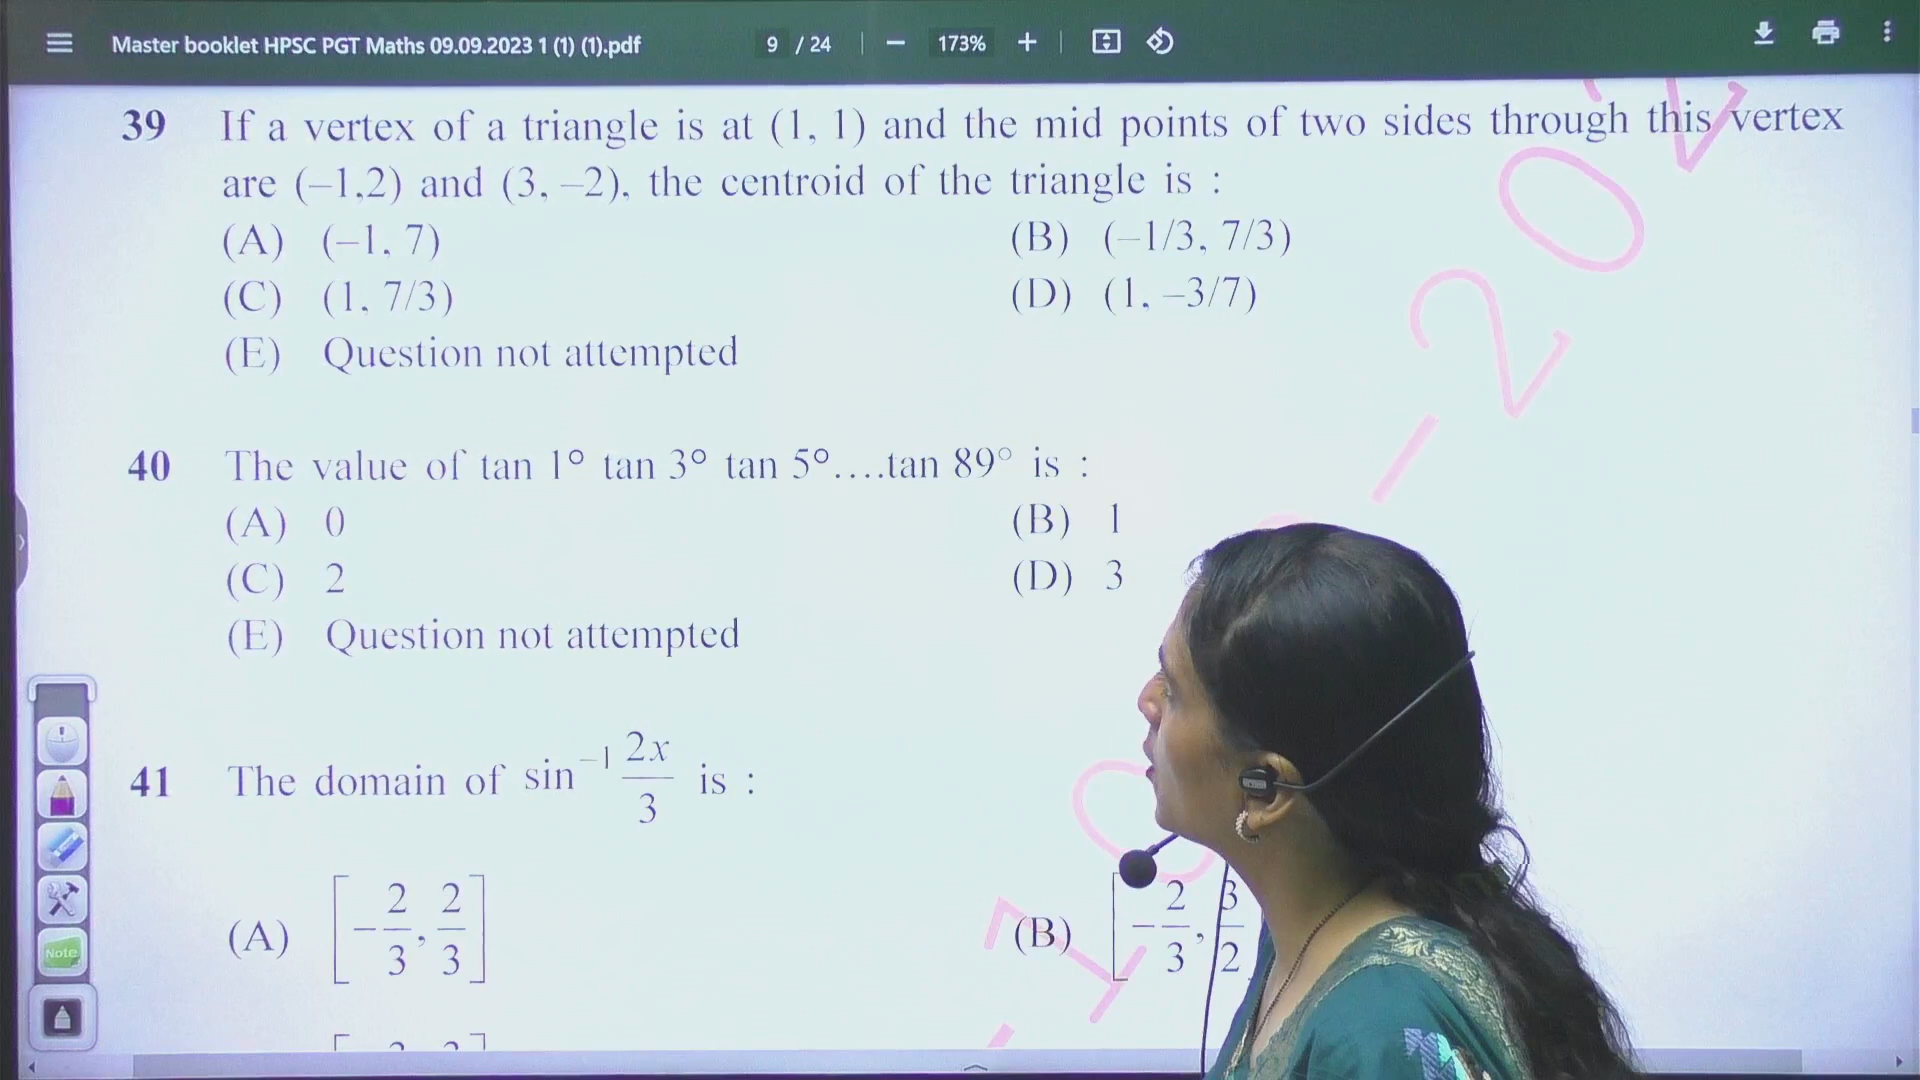 Master booklet HPSC PGT Maths 09.09.2023 1 (1) (1).pdf
9 / 24
173%
39 If a vertex of a triangle is at (1, 1) and the mid points of two sides through this vertex
are (–1,2) and (3, –2), the centroid of the triangle is :
(A) (–1, 7) (B) (–1/3, 7/3)
(C) (1, 7/3) (D) (1, –3/7)
(E) Question not attempted
40 The value of tan 1° tan 3° tan 5°....tan 89° is :
(A) 0 (B) 1
(C) 2 (D) 3
(E) Question not attempted
41 The domain of sin⁻¹ 2x/3 is :
(A) [-2/3, 2/3] (B) [-2/3, 3/2
Note